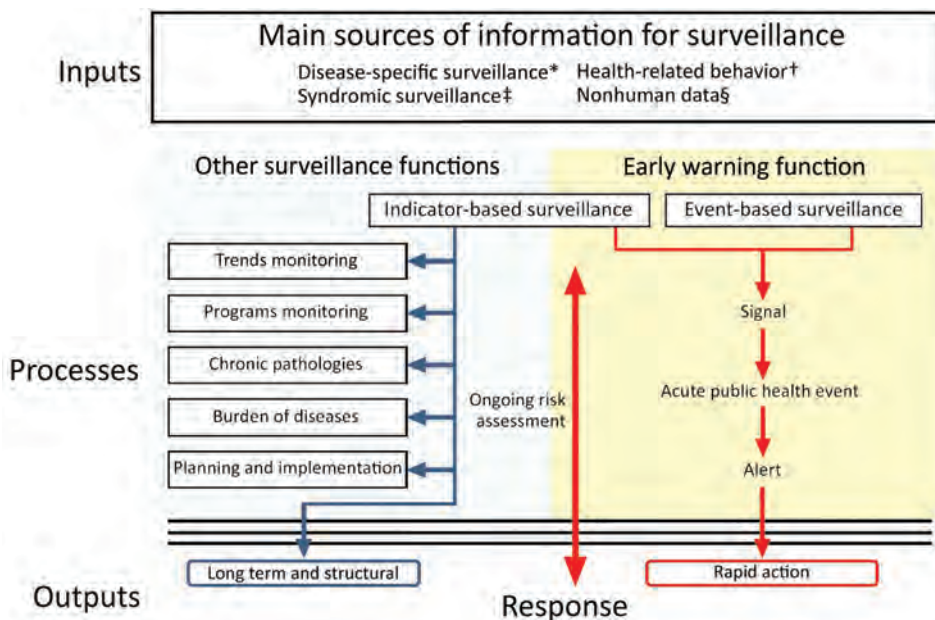 Main sources of information for surveillance
Inputs
Disease-specific surveillance* Health-related behavior†
Syndromic surveillance‡ Nonhuman data§
Other surveillance functions
Early warning function
Indicator-based surveillance
Event-based surveillance
Trends monitoring
Programs monitoring
Signal
Processes
Chronic pathologies
Ongoing risk
assessment
Acute public health event
Burden of diseases
Planning and implementation
Alert
Long term and structural
Rapid action
Outputs
Response